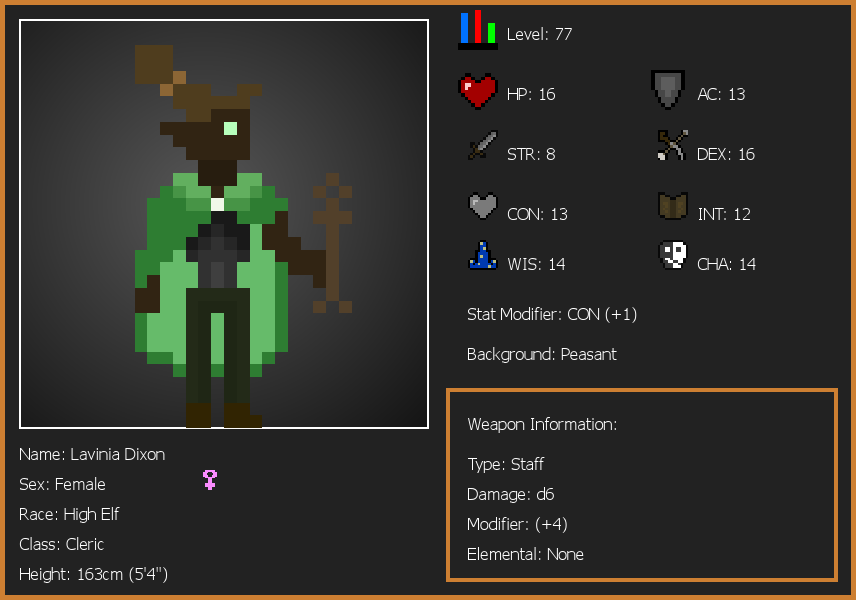 Level: 77
HP: 16
AC: 13
STR: 8
DEX: 16
CON: 13
INT: 12
WIS: 14
CHA: 14
Stat Modifier: CON (+1)
Background: Peasant
Weapon Information:
Type: Staff
Damage: d6
Modifier: (+4)
Elemental: None
Name: Lavinia Dixon
Sex: Female
Race: High Elf
Class: Cleric
Height: 163cm (5'4")